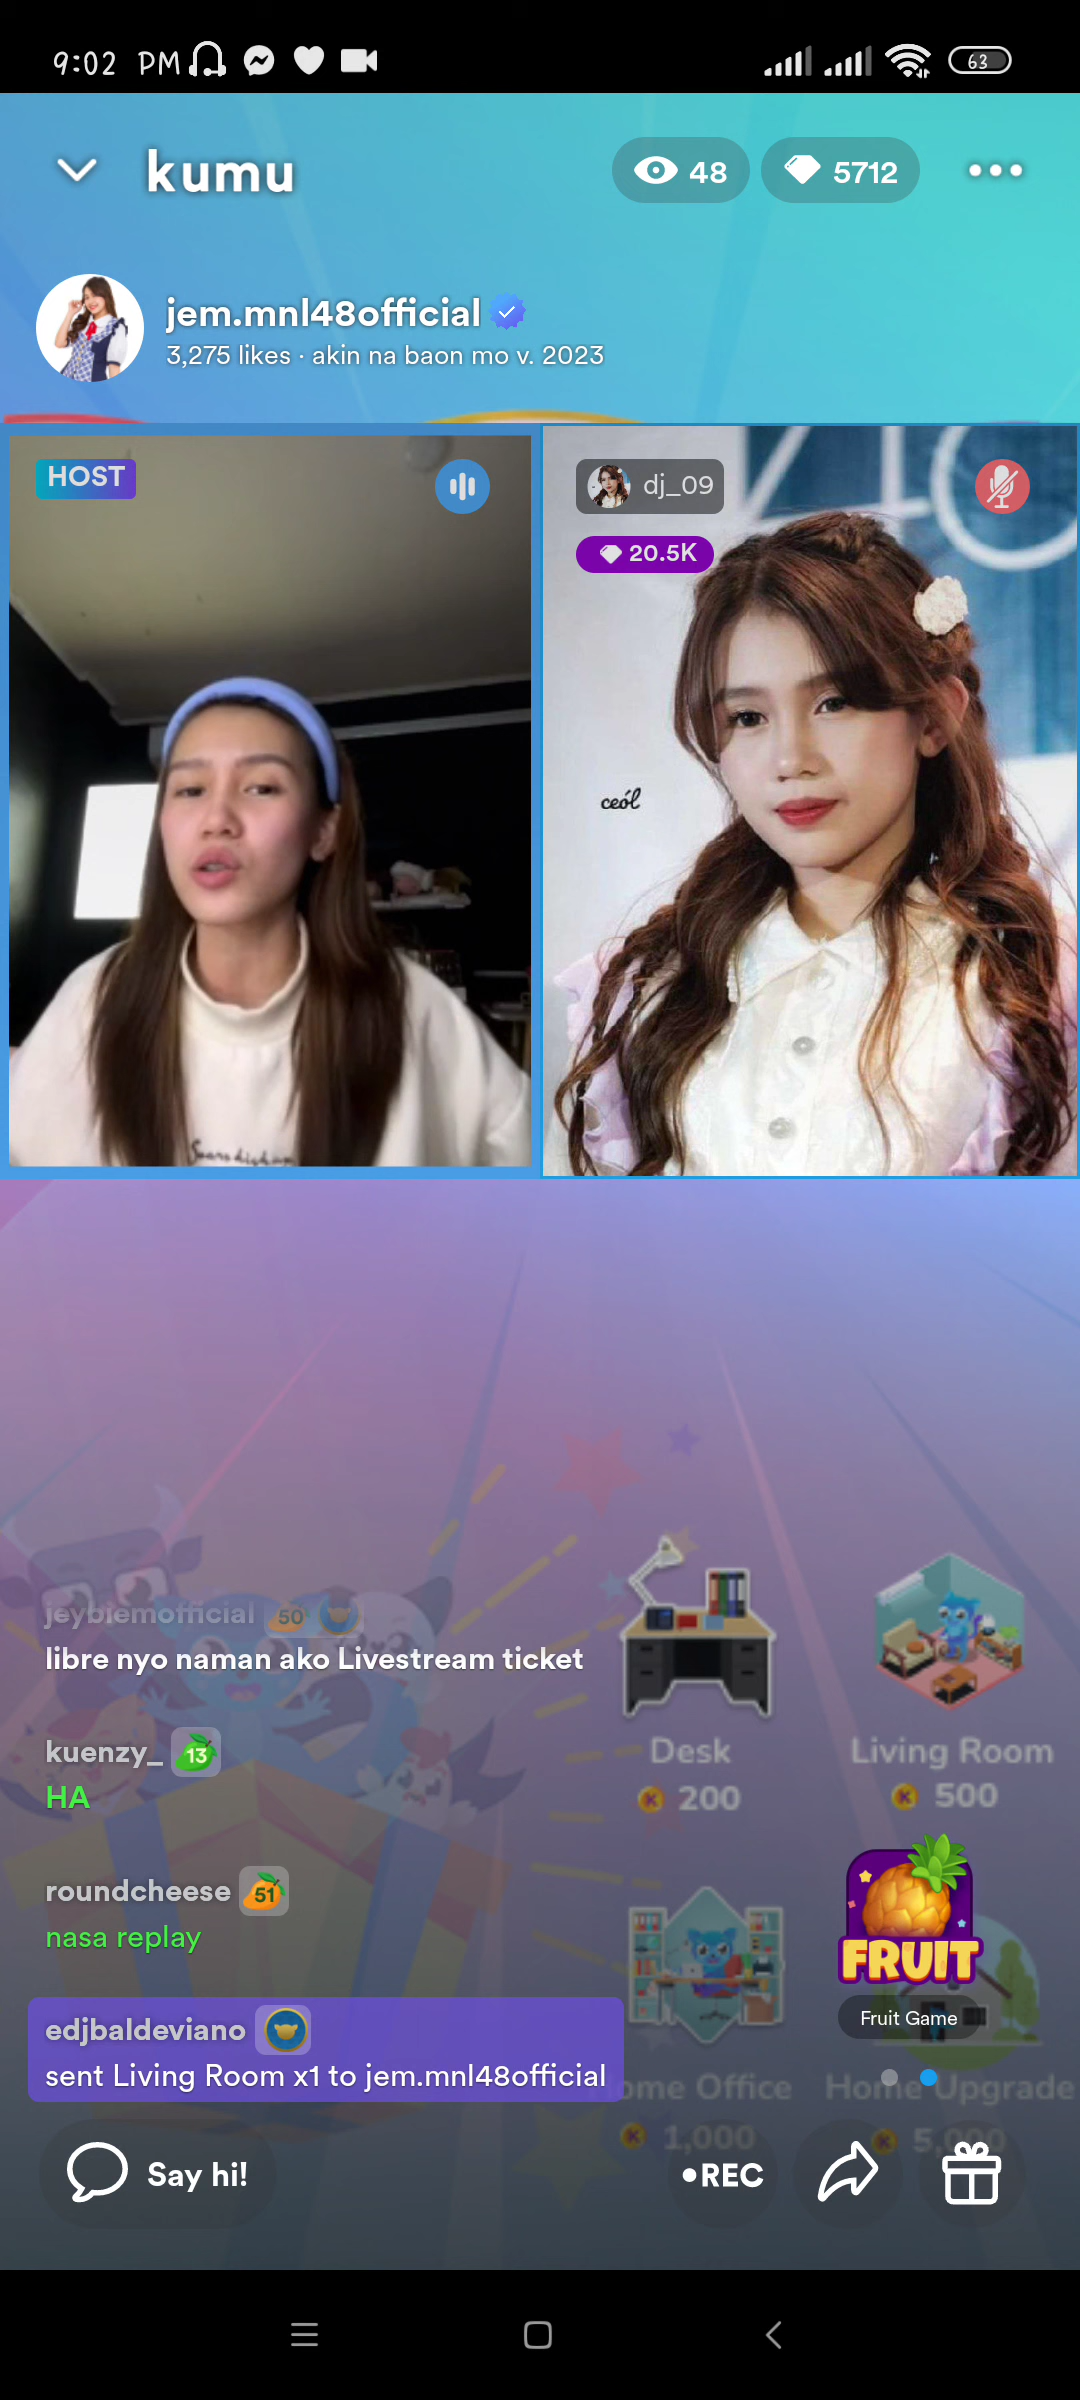 9:02 PM
63
kumu
48
5712
jem.mnl48official
3,275 likes · akin na baon mo v. 2023
HOST
dj_09
20.5K
ceól
jeybiemofficial 50
libre nyo naman ako Livestream ticket
Desk
200
Living Room
500
kuenzy_ 13
HA
roundcheese 51
nasa replay
FRUIT
Fruit Game
edjbaldeviano
sent Living Room x1 to jem.mnl48official
ome Office
1,000
Home Upgrade
5,000
Say hi!
•REC